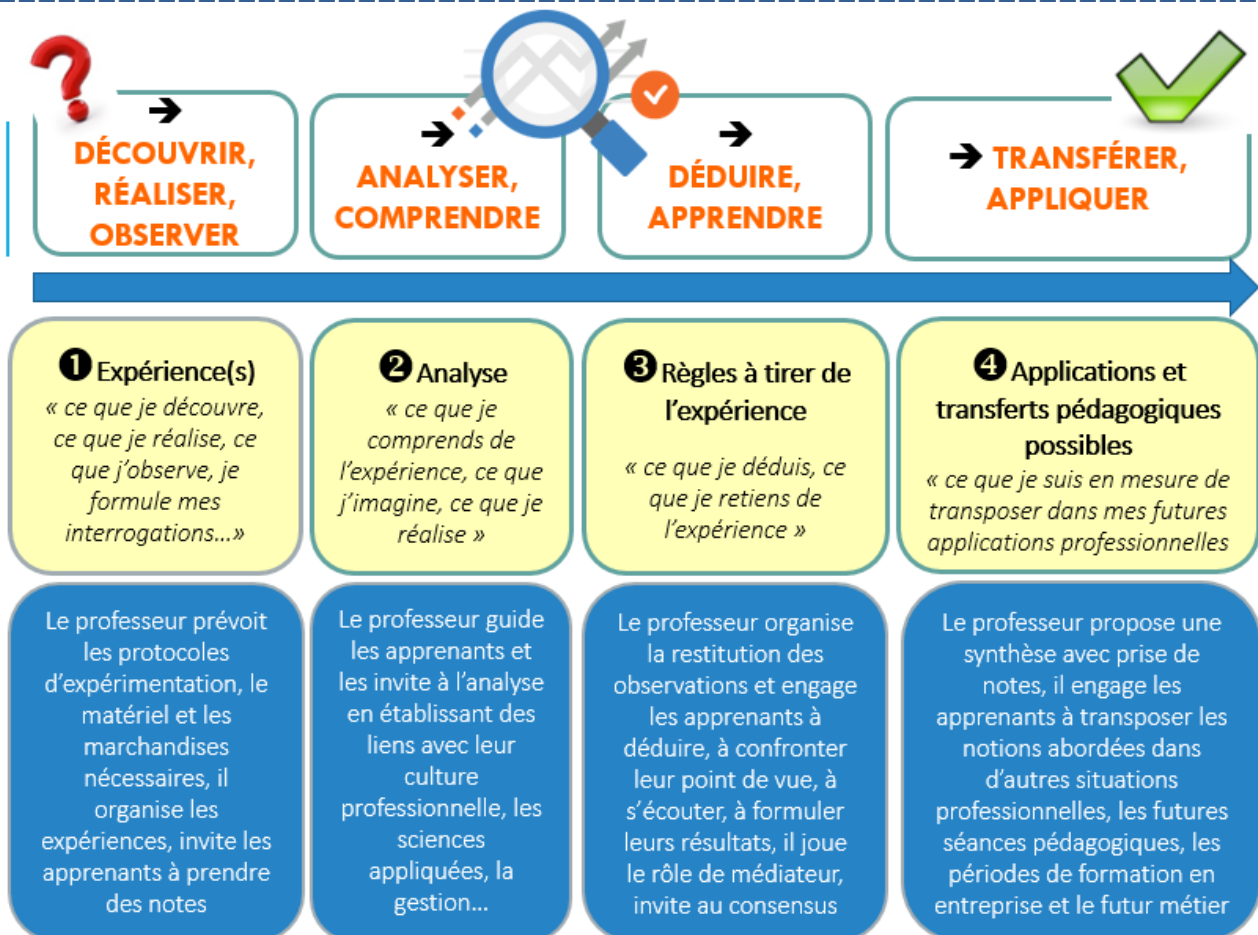 ➔
DÉCOUVRIR,
RÉALISER,
OBSERVER
➔
ANALYSER,
COMPRENDRE
➔
DÉDUIRE,
APPRENDRE
➔ TRANSFÉRER,
APPLIQUER
❶ Expérience(s)
« ce que je découvre,
ce que je réalise, ce
que j’observe, je
formule mes
interrogations…»
❷ Analyse
« ce que je
comprends de
l’expérience, ce que
j’imagine, ce que je
réalise »
❸ Règles à tirer de
l’expérience
« ce que je déduis, ce
que je retiens de
l’expérience »
❹ Applications et
transferts pédagogiques
possibles
« ce que je suis en mesure de
transposer dans mes futures
applications professionnelles
Le professeur prévoit
les protocoles
d’expérimentation, le
matériel et les
marchandises
nécessaires, il
organise les
expériences, invite les
apprenants à prendre
des notes
Le professeur guide
les apprenants et
les invite à l’analyse
en établissant des
liens avec leur
culture
professionnelle, les
sciences
appliquées, la
gestion…
Le professeur organise
la restitution des
observations et engage
les apprenants à
déduire, à confronter
leur point de vue, à
s’écouter, à formuler
leurs résultats, il joue
le rôle de médiateur,
invite au consensus
Le professeur propose une
synthèse avec prise de
notes, il engage les
apprenants à transposer les
notions abordées dans
d’autres situations
professionnelles, les futures
séances pédagogiques, les
périodes de formation en
entreprise et le futur métier